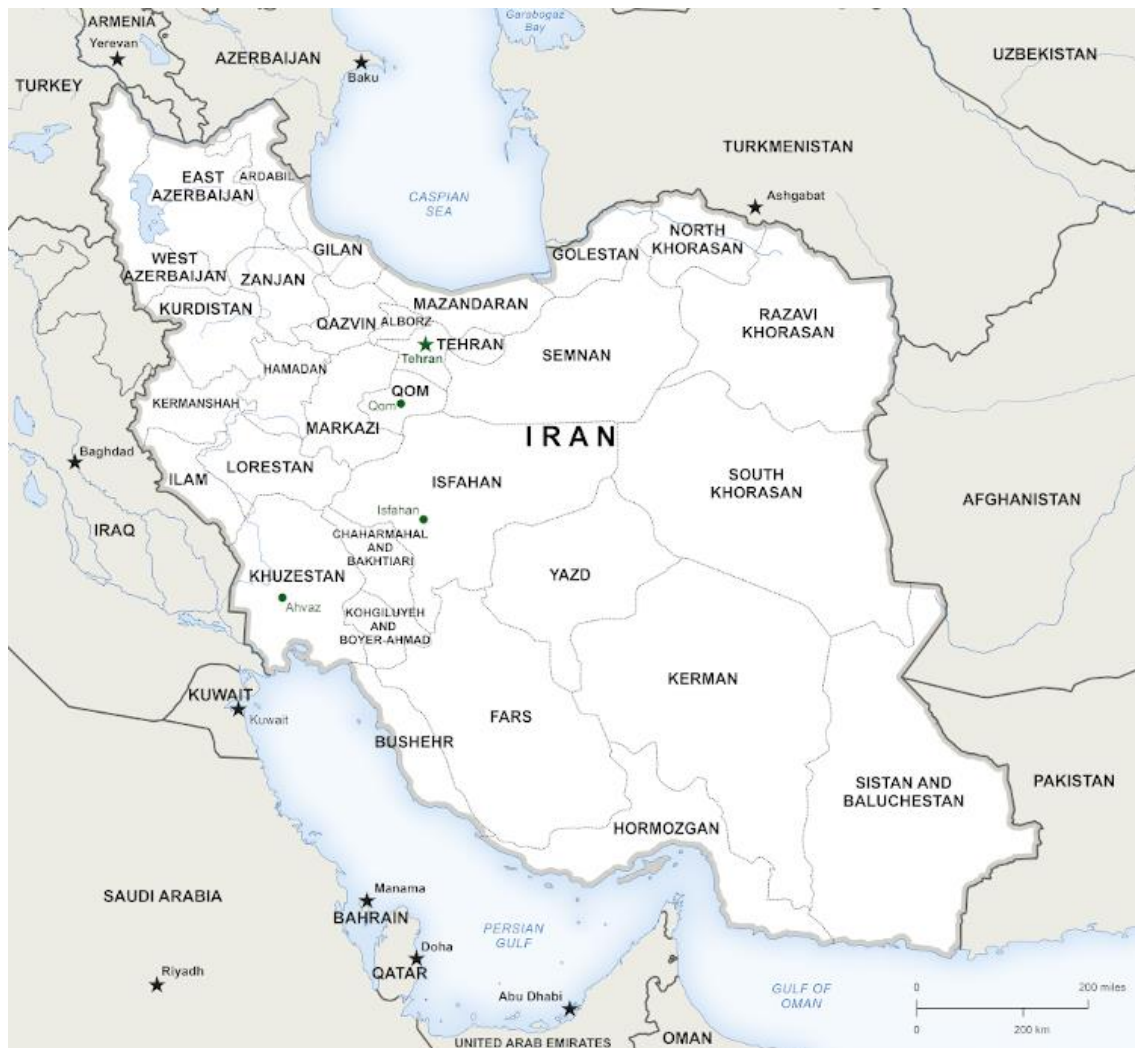 ARMENIA
Yerevan
AZERBAIJAN
Baku
Garabogaz
Bay
UZBEKISTAN
TURKEY
TURKMENISTAN
Ashgabat
CASPIAN
SEA
EAST
AZERBAIJAN
ARDABIL
WEST
AZERBAIJAN
GILAN
ZANJAN
KURDISTAN
GOLESTAN
NORTH
KHORASAN
MAZANDARAN
QAZVIN
ALBORZ
TEHRAN
Tehran
SEMNAN
RAZAVI
KHORASAN
HAMADAN
QOM
Qom
KERMANSHAH
MARKAZI
IRAN
Baghdad
ILAM
LORESTAN
ISFAHAN
SOUTH
KHORASAN
AFGHANISTAN
IRAQ
Isfahan
CHAHARMAHAL
AND
BAKHTIARI
KHUZESTAN
Ahvaz
YAZD
KOHGILUYEH
AND
BOYER-AHMAD
KERMAN
KUWAIT
Kuwait
FARS
BUSHEHR
SISTAN AND
BALUCHESTAN
PAKISTAN
HORMOZGAN
SAUDI ARABIA
Manama
BAHRAIN
PERSIAN
GULF
Doha
QATAR
Riyadh
Abu Dhabi
GULF OF
OMAN
UNITED ARAB EMIRATES
OMAN
0
200 miles
0
200 km